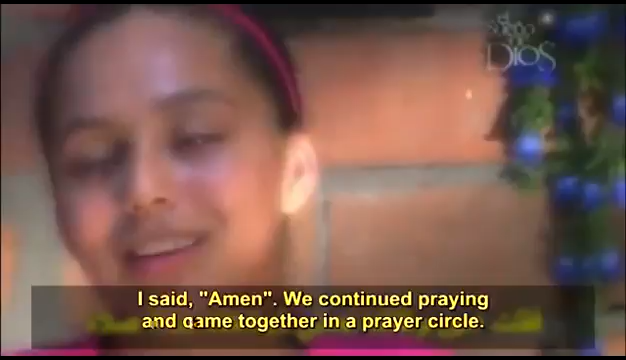 DIOS
I said, "Amen". We continued praying
and came together in a prayer circle.